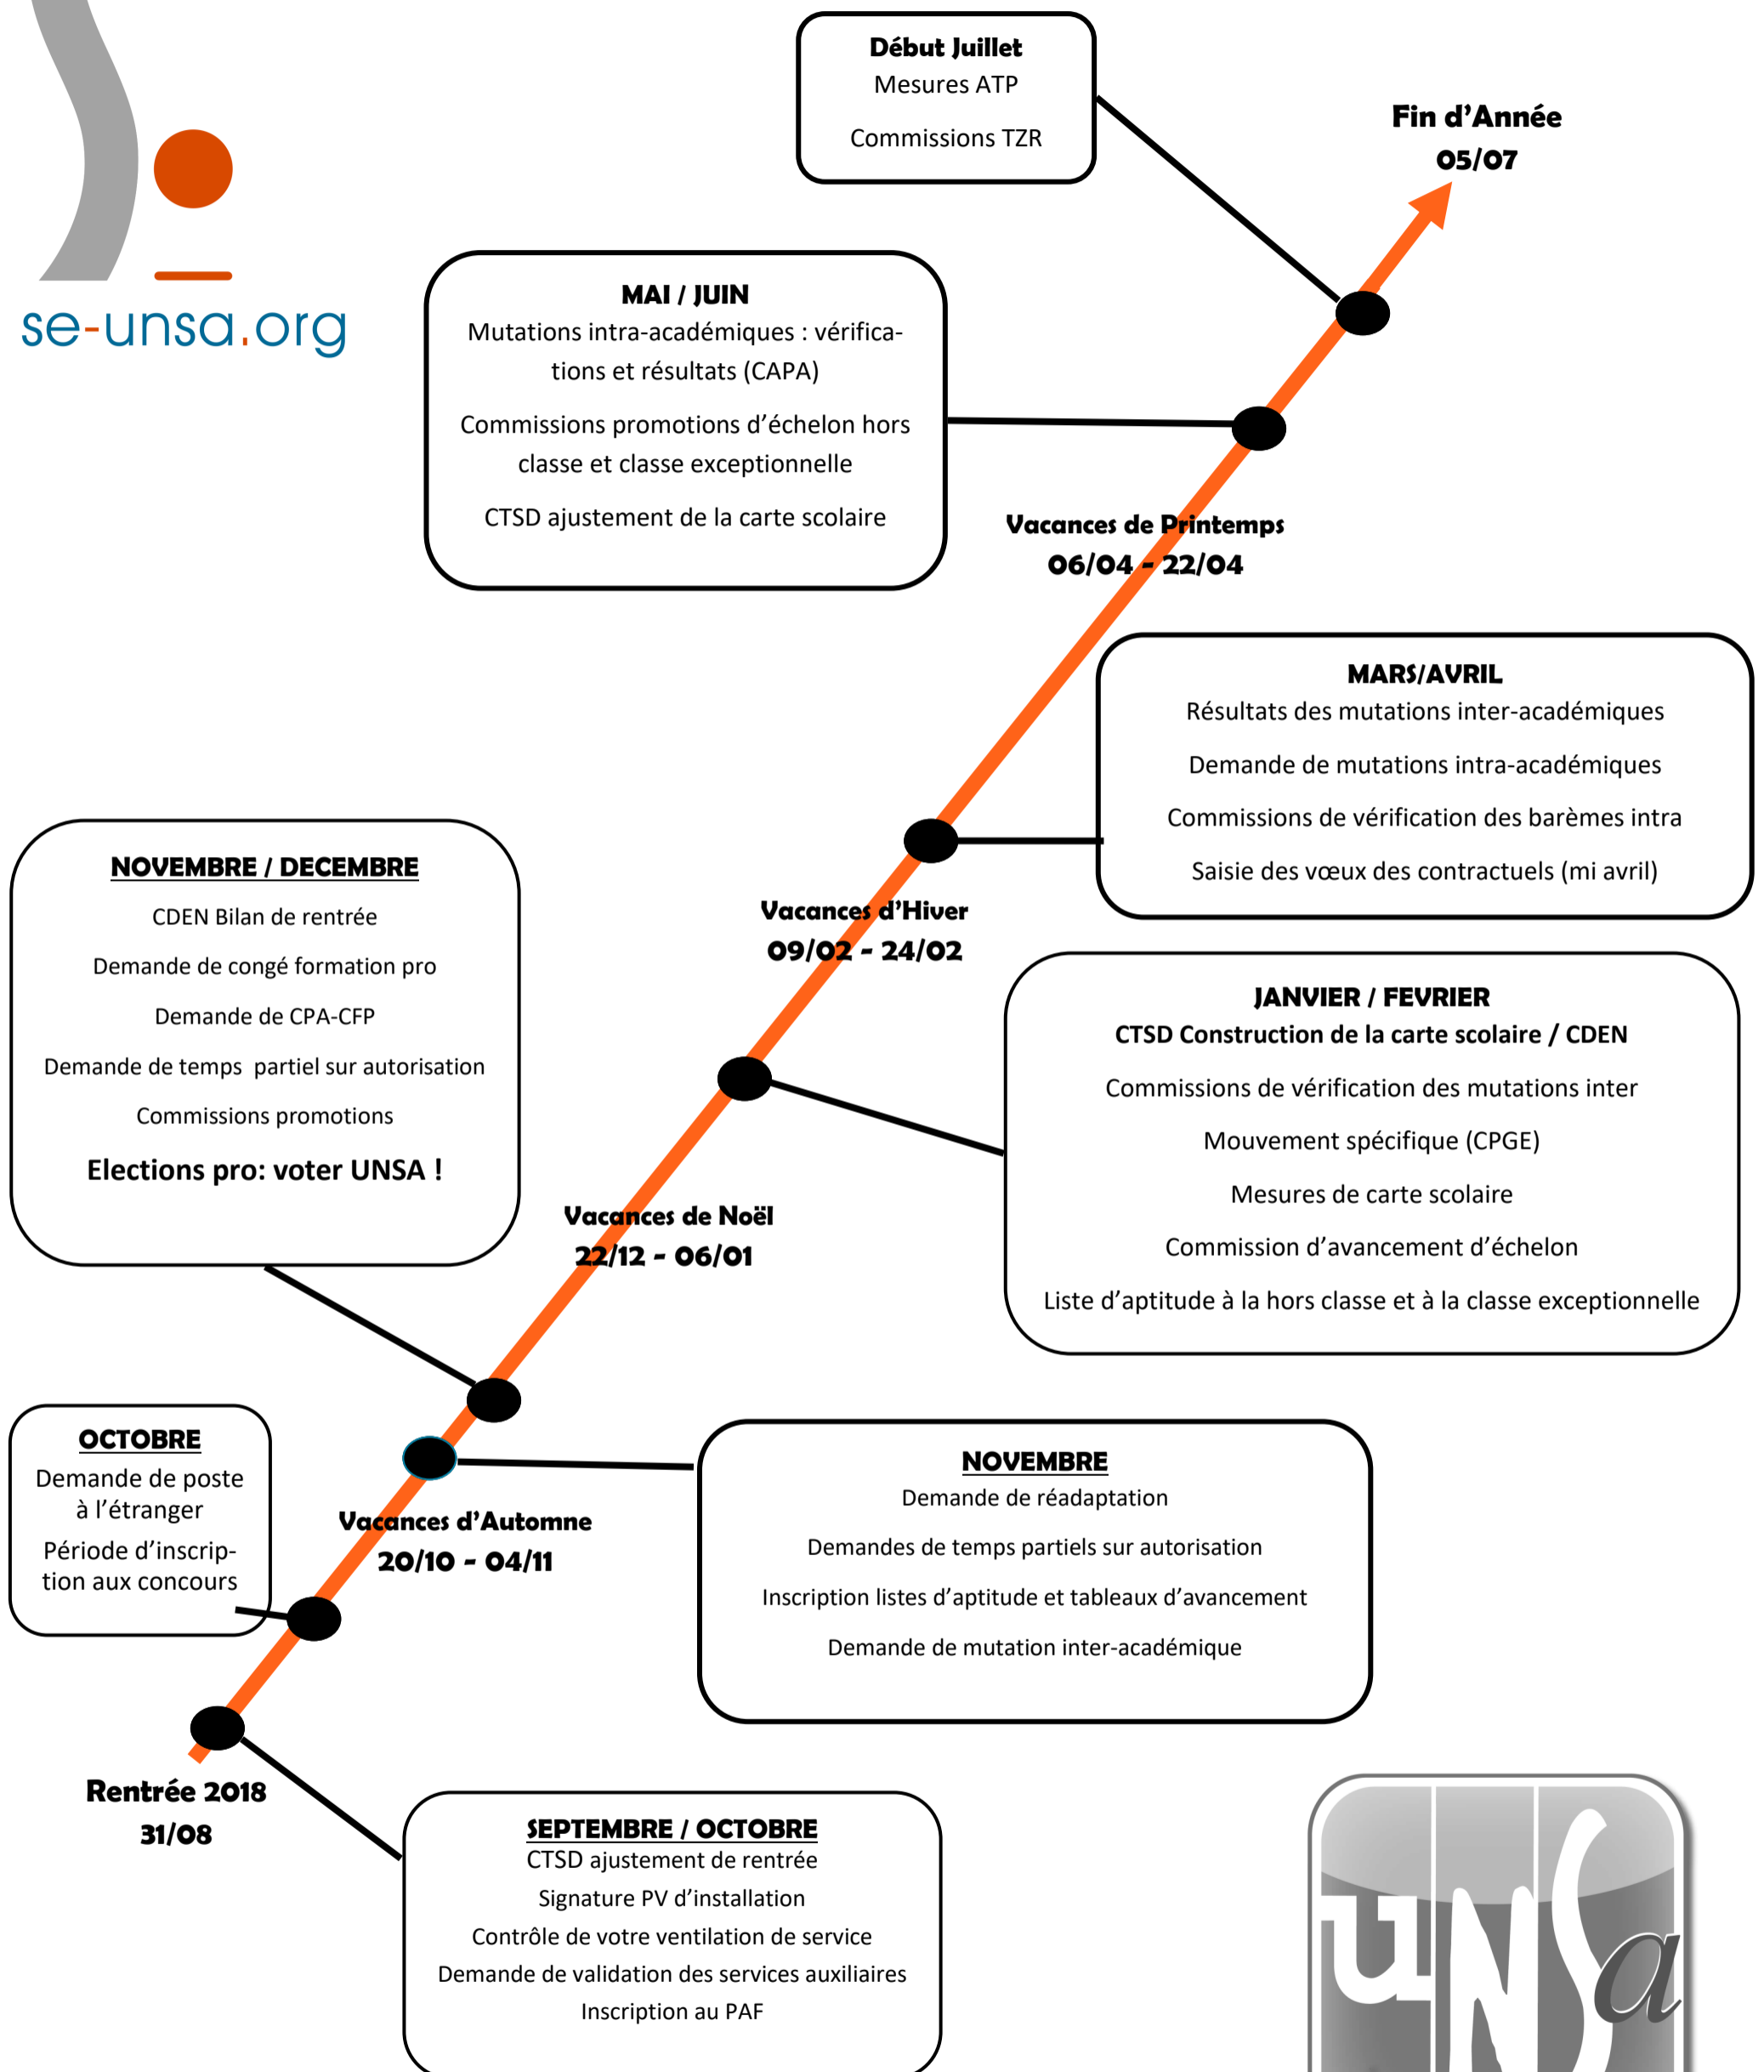 Début Juillet
Mesures ATP
Commissions TZR
Fin d’Année
05/07
se-unsa.org
MAI / JUIN
Mutations intra-académiques : vérifica-
tions et résultats (CAPA)
Commissions promotions d’échelon hors
classe et classe exceptionnelle
CTSD ajustement de la carte scolaire
Vacances de Printemps
06/04 - 22/04
MARS/AVRIL
Résultats des mutations inter-académiques
Demande de mutations intra-académiques
Commissions de vérification des barèmes intra
Saisie des vœux des contractuels (mi avril)
NOVEMBRE / DECEMBRE
CDEN Bilan de rentrée
Demande de congé formation pro
Demande de CPA-CFP
Demande de temps  partiel sur autorisation
Commissions promotions
Elections pro: voter UNSA !
Vacances d’Hiver
09/02 - 24/02
JANVIER / FEVRIER
CTSD Construction de la carte scolaire / CDEN
Commissions de vérification des mutations inter
Mouvement spécifique (CPGE)
Mesures de carte scolaire
Commission d’avancement d’échelon
Liste d’aptitude à la hors classe et à la classe exceptionnelle
Vacances de Noël
22/12 - 06/01
OCTOBRE
Demande de poste
à l’étranger
Période d’inscrip-
tion aux concours
NOVEMBRE
Demande de réadaptation
Demandes de temps partiels sur autorisation
Inscription listes d’aptitude et tableaux d’avancement
Demande de mutation inter-académique
Vacances d’Automne
20/10 - 04/11
Rentrée 2018
31/08
SEPTEMBRE / OCTOBRE
CTSD ajustement de rentrée
Signature PV d’installation
Contrôle de votre ventilation de service
Demande de validation des services auxiliaires
Inscription au PAF
uNSa